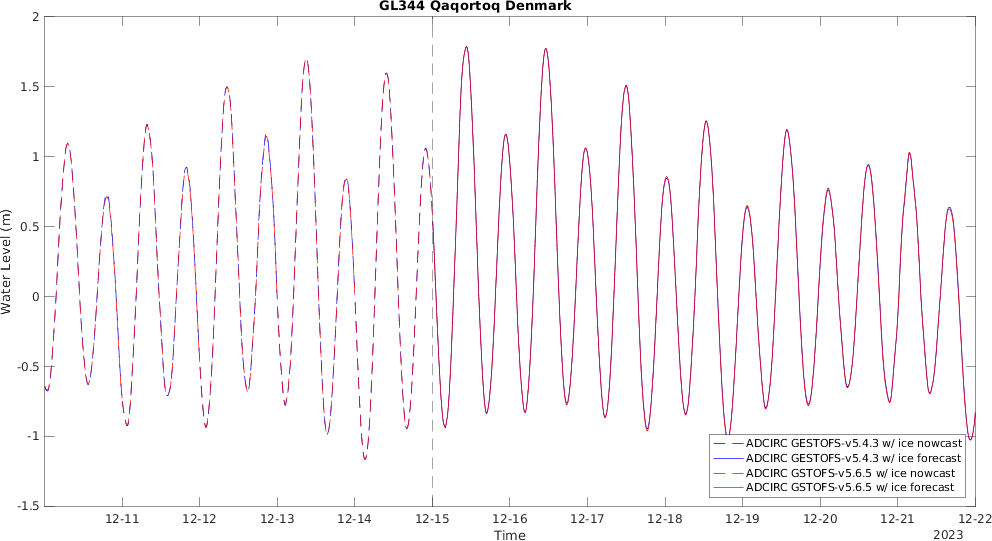 GL344 Qaqortoq Denmark
2
1.5
1
0.5
0
-0.5
-1
-1.5
Water Level (m)
ADCIRC GESTOFS-v5.4.3 w/ ice nowcast
ADCIRC GESTOFS-v5.4.3 w/ ice forecast
ADCIRC GSTOFS-v5.6.5 w/ ice nowcast
ADCIRC GSTOFS-v5.6.5 w/ ice forecast
12-11 12-12 12-13 12-14 12-15 12-16 12-17 12-18 12-19 12-20 12-21 12-22
Time
2023